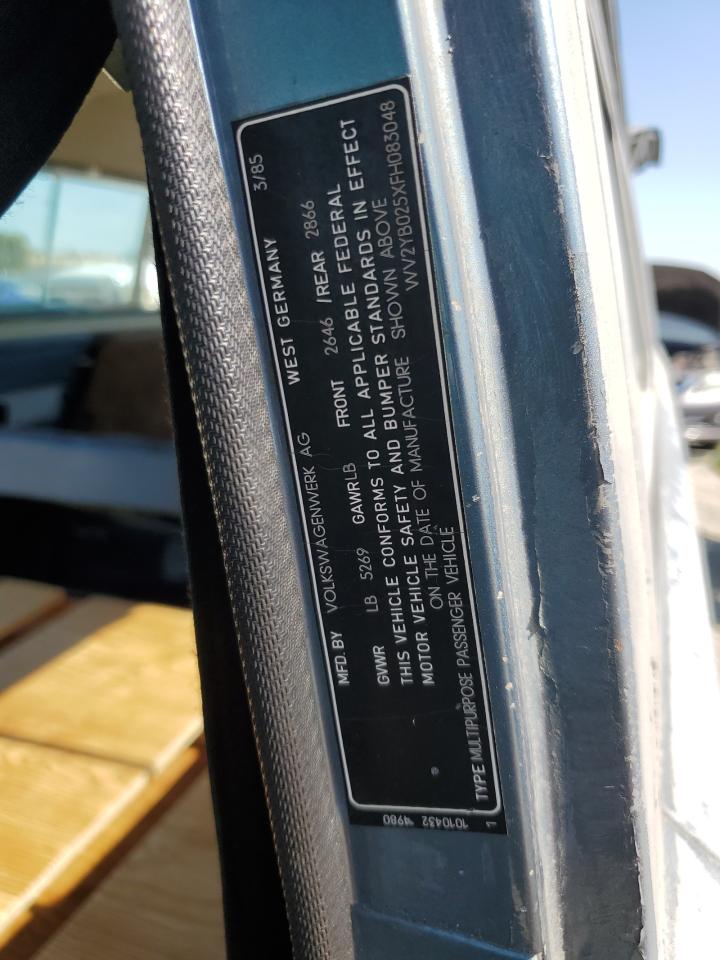 MFD. BY VOLKSWAGENWERK AG WEST GERMANY 3/85
GVWR LB 5269 GAWRLB FRONT 2646 /REAR 2866
THIS VEHICLE CONFORMS TO ALL APPLICABLE FEDERAL
MOTOR VEHICLE SAFETY AND BUMPER STANDARDS IN EFFECT
ON THE DATE OF MANUFACTURE SHOWN ABOVE
TYPE MULTIPURPOSE PASSENGER VEHICLE WV2YB025XFH083048
1010432 4980
1